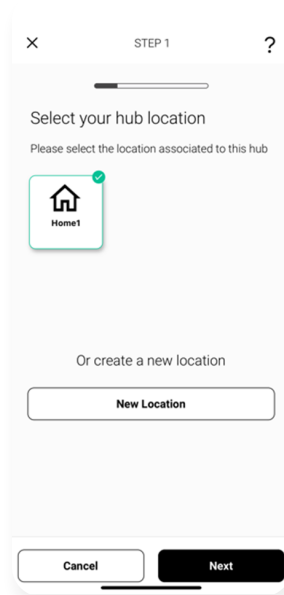 STEP 1
?
Select your hub location
Please select the location associated to this hub
Home1
Or create a new location
New Location
Cancel
Next